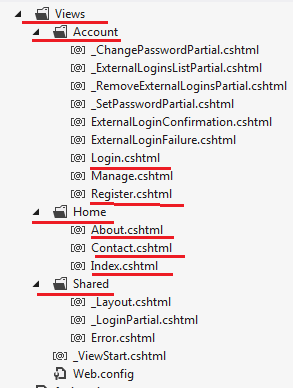 Views
Account
_ChangePasswordPartial.cshtml
_ExternalLoginsListPartial.cshtml
_RemoveExternalLoginsPartial.cshtml
_SetPasswordPartial.cshtml
ExternalLoginConfirmation.cshtml
ExternalLoginFailure.cshtml
Login.cshtml
Manage.cshtml
Register.cshtml
Home
About.cshtml
Contact.cshtml
Index.cshtml
Shared
_Layout.cshtml
_LoginPartial.cshtml
Error.cshtml
_ViewStart.cshtml
Web.config